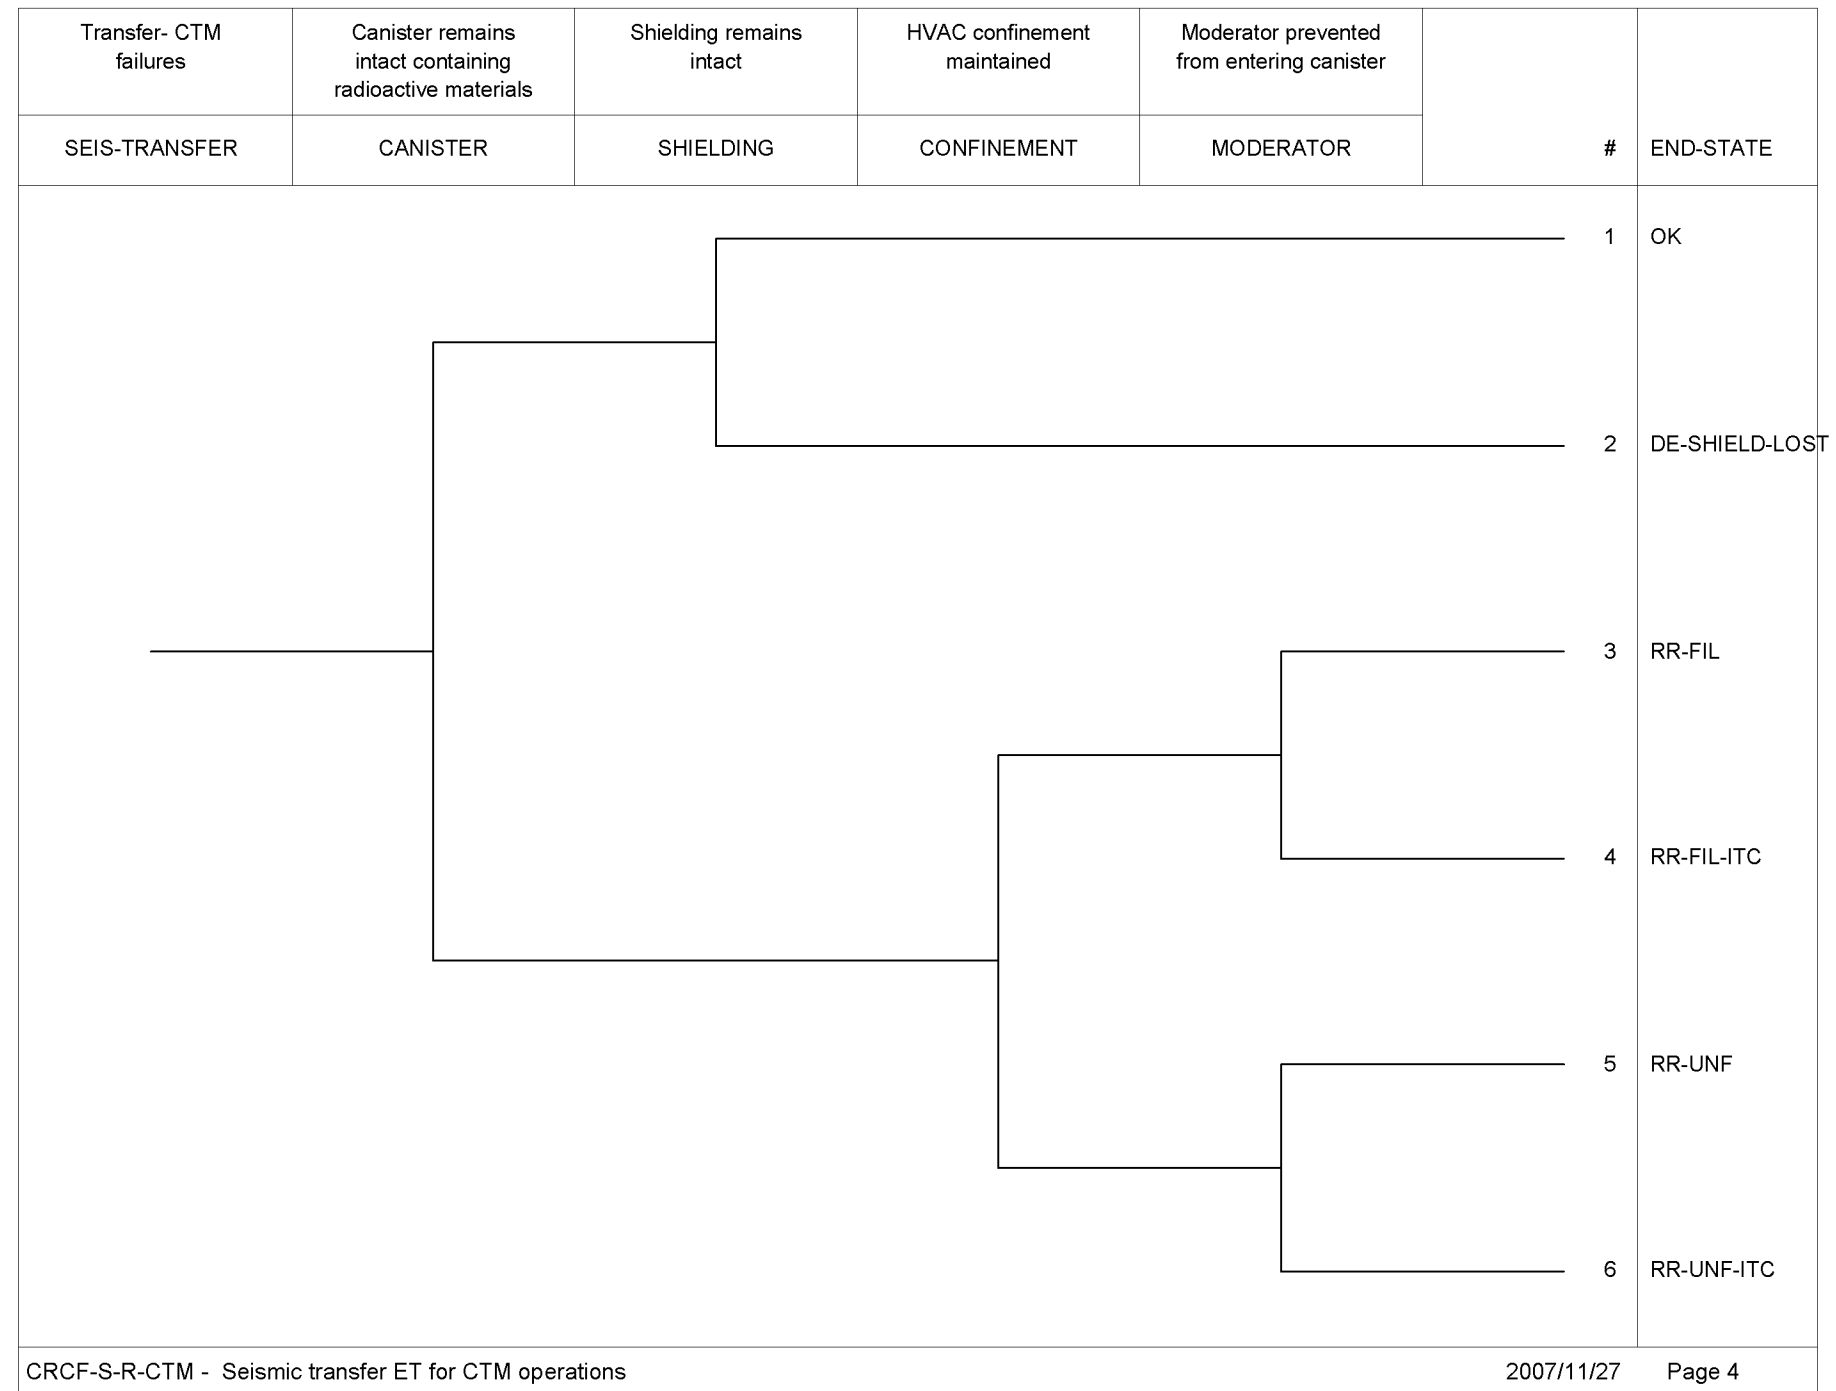 Transfer- CTM
failures
Canister remains
intact containing
radioactive materials
Shielding remains
intact
HVAC confinement
maintained
Moderator prevented
from entering canister
SEIS-TRANSFER
CANISTER
SHIELDING
CONFINEMENT
MODERATOR
#
END-STATE
1 OK
2 DE-SHIELD-LOST
3 RR-FIL
4 RR-FIL-ITC
5 RR-UNF
6 RR-UNF-ITC
CRCF-S-R-CTM - Seismic transfer ET for CTM operations
2007/11/27
Page 4